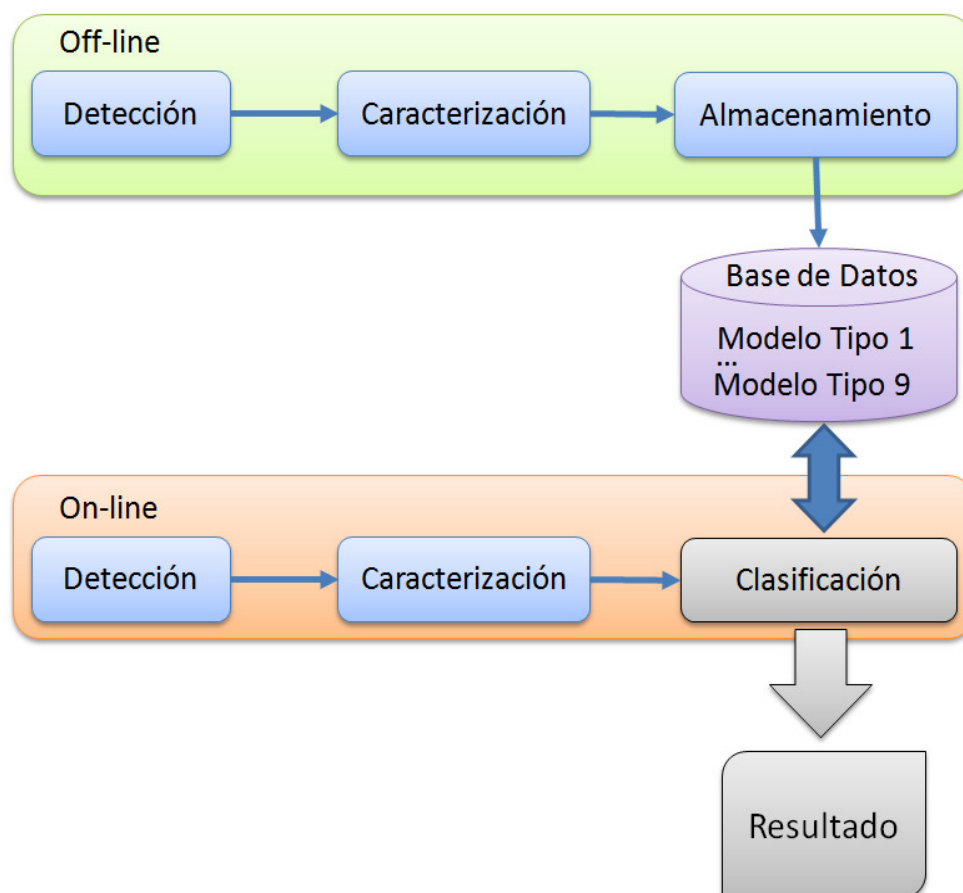 Off-line
Detección
Caracterización
Almacenamiento
Base de Datos
Modelo Tipo 1
...
Modelo Tipo 9
On-line
Detección
Caracterización
Clasificación
Resultado